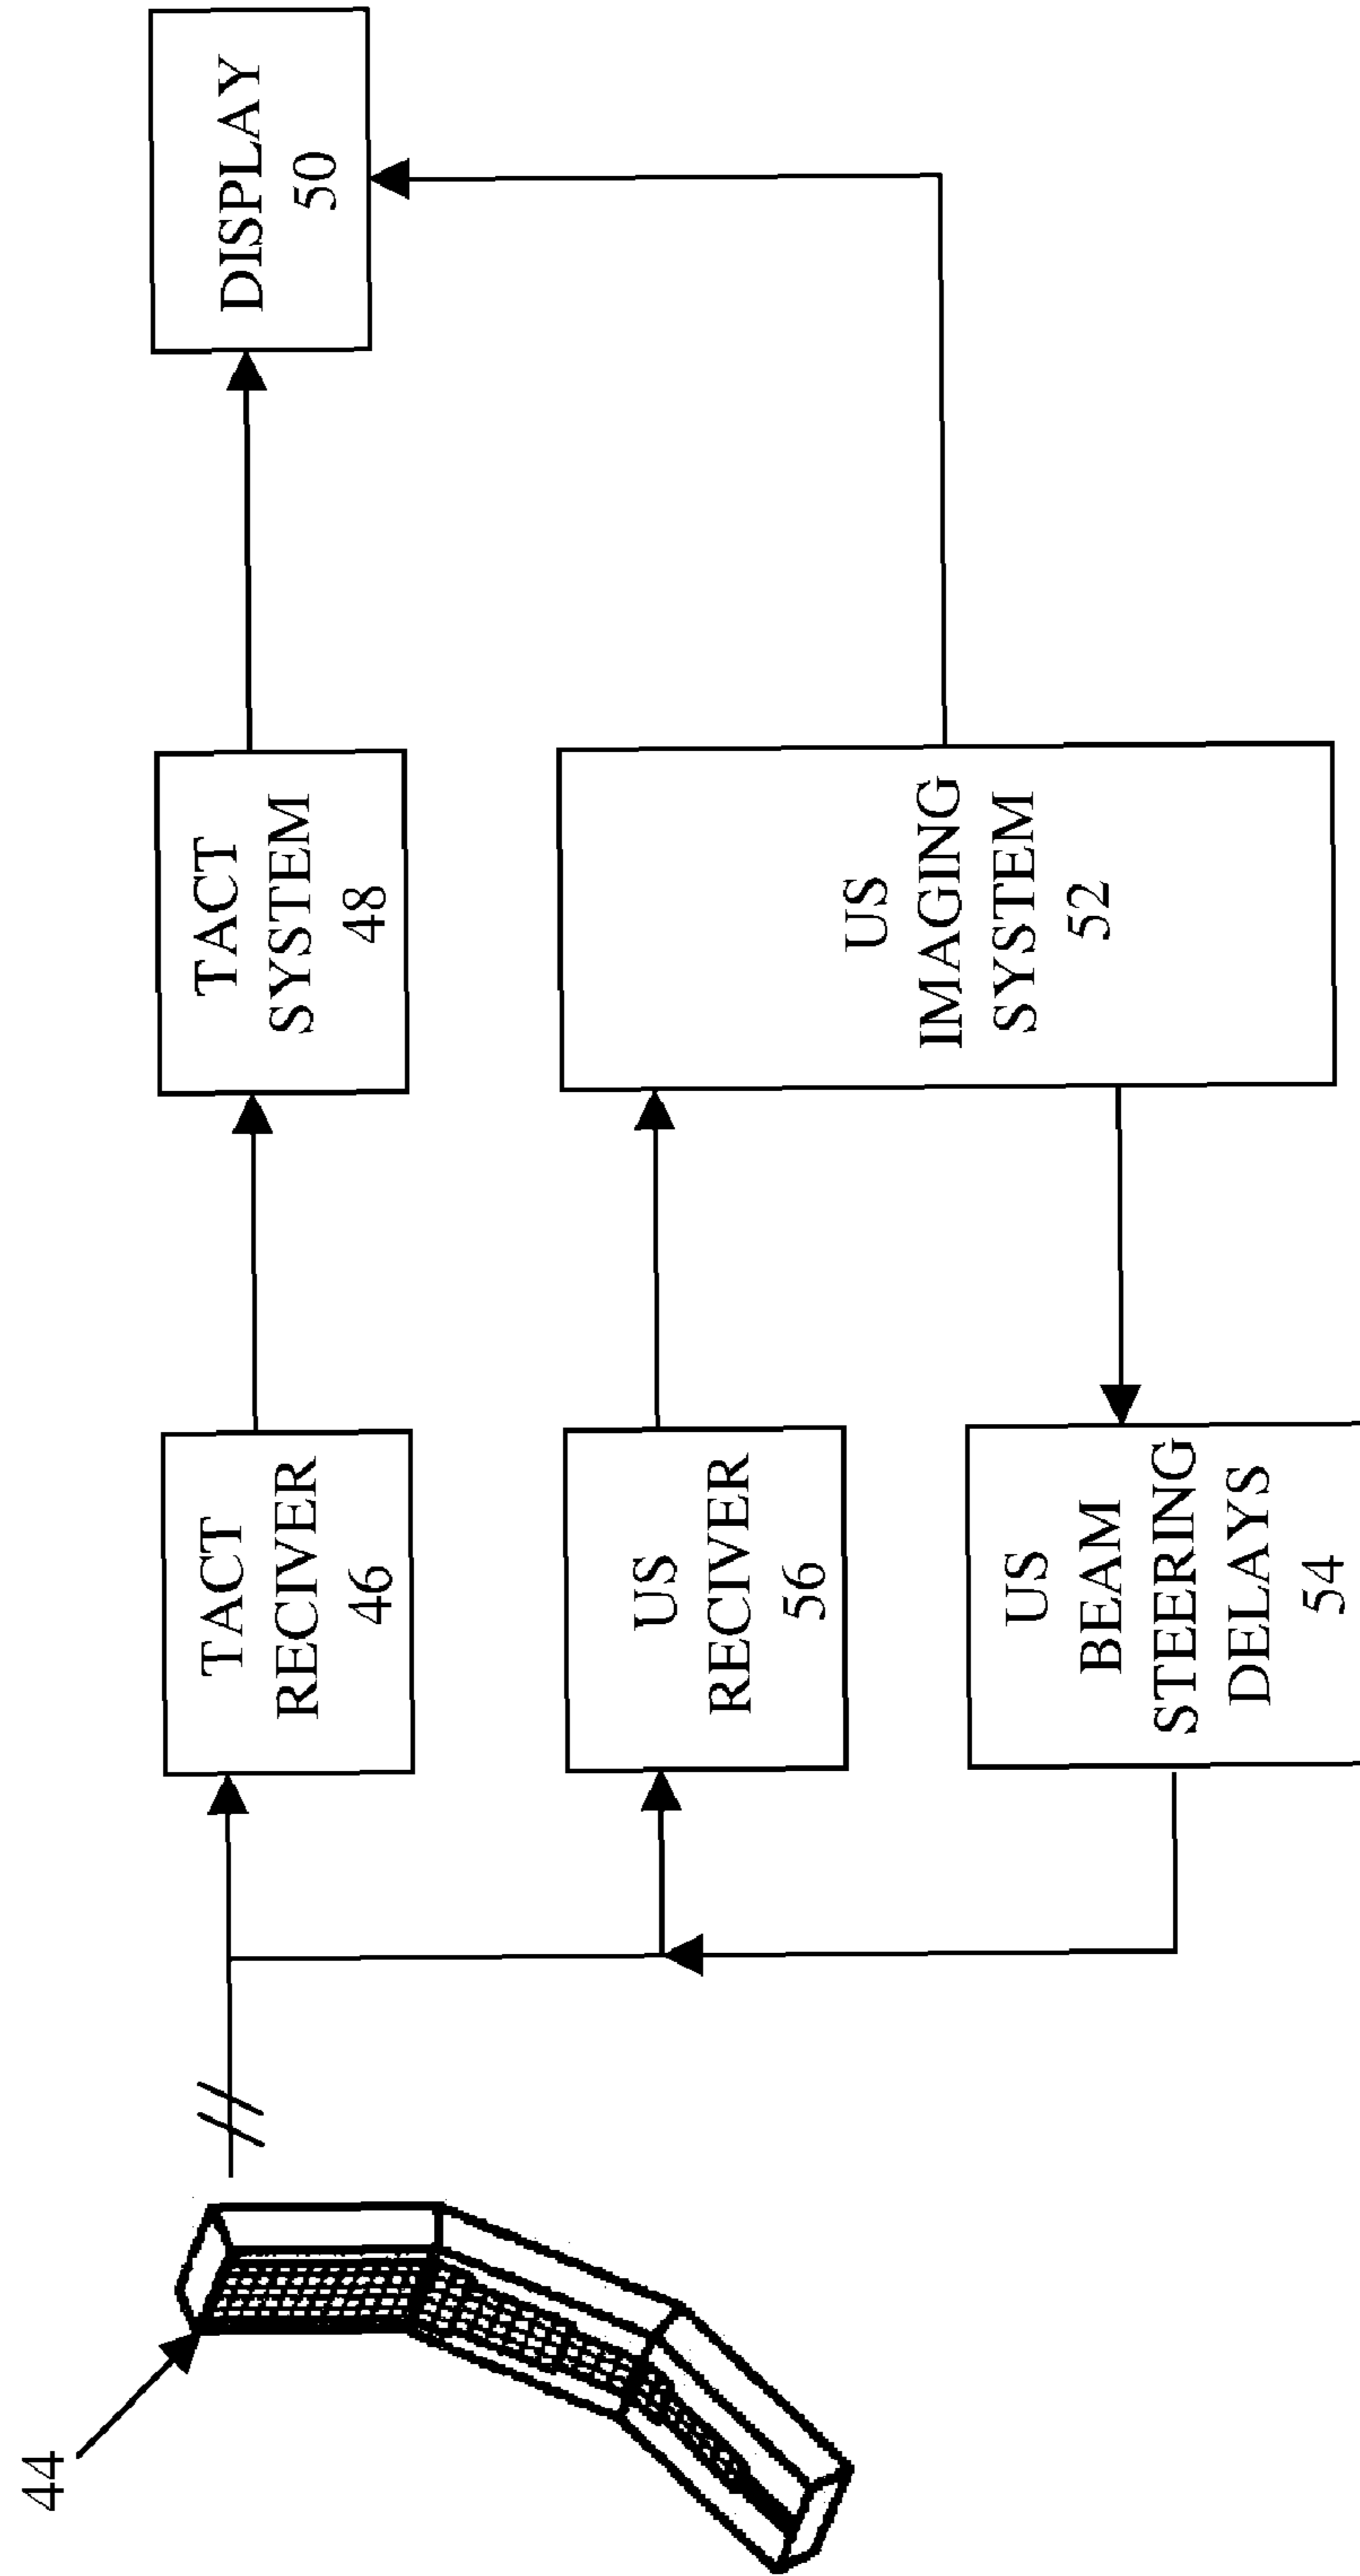 44
TACT
RECIVER
46
TACT
SYSTEM
48
DISPLAY
50
US
RECIVER
56
US
IMAGING
SYSTEM
52
US
BEAM
STEERING
DELAYS
54